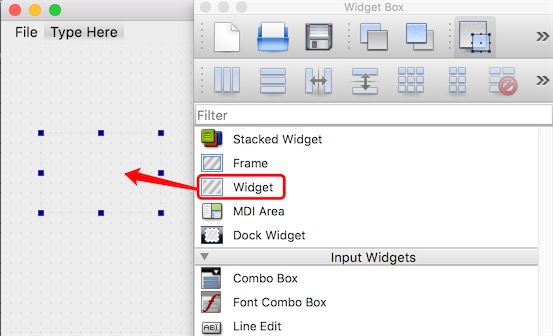 Widget Box
File Type Here
Filter
Stacked Widget
Frame
Widget
MDI Area
Dock Widget
Input Widgets
Combo Box
Font Combo Box
ABI Line Edit